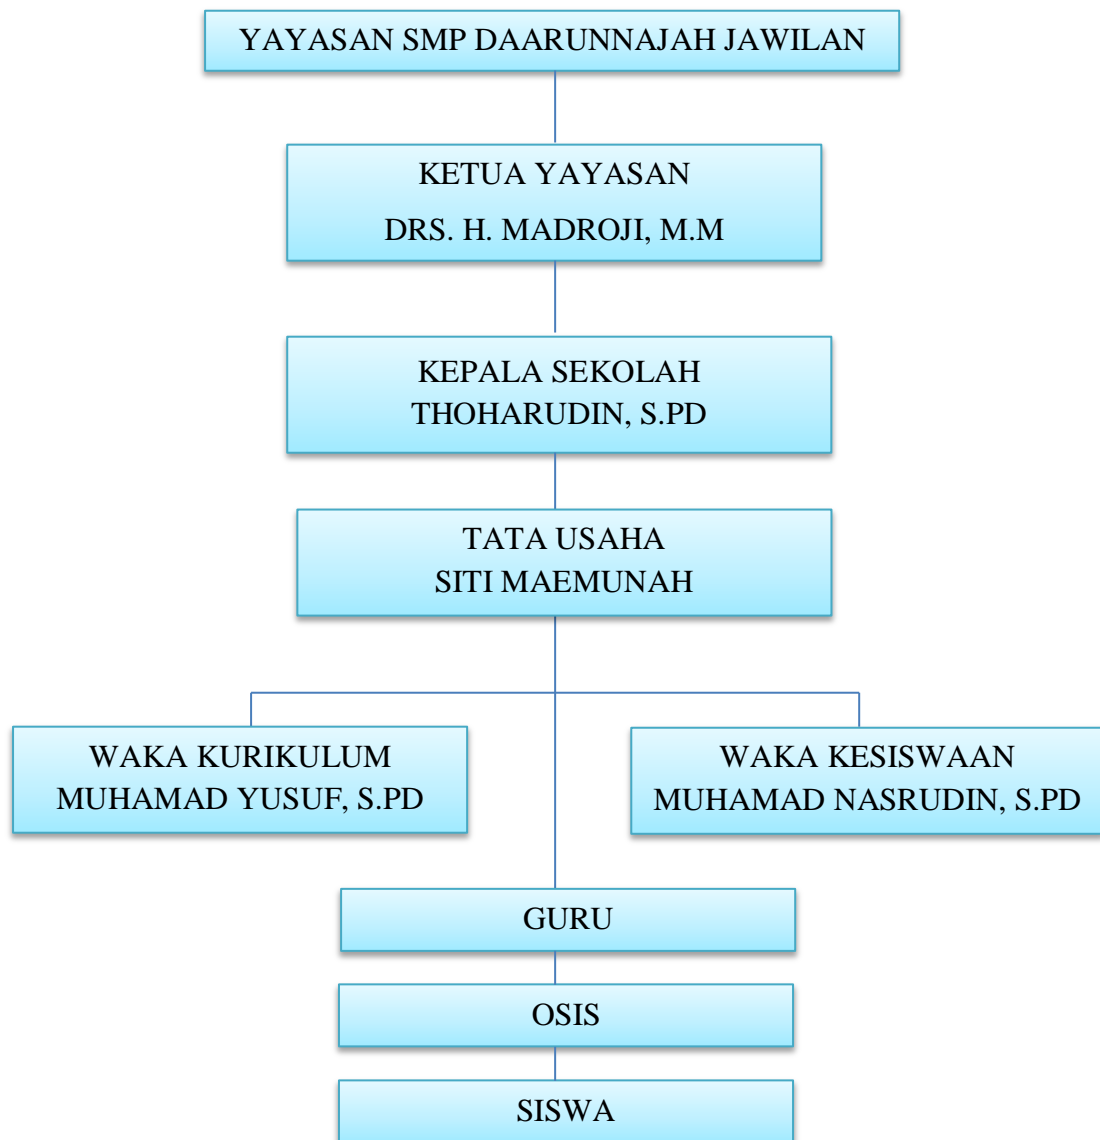 YAYASAN SMP DAARUNNAJAH JAWILAN
KETUA YAYASAN
DRS. H. MADROJI, M.M
KEPALA SEKOLAH
THOHARUDIN, S.PD
TATA USAHA
SITI MAEMUNAH
WAKA KURIKULUM
MUHAMAD YUSUF, S.PD
WAKA KESISWAAN
MUHAMAD NASRUDIN, S.PD
GURU
OSIS
SISWA